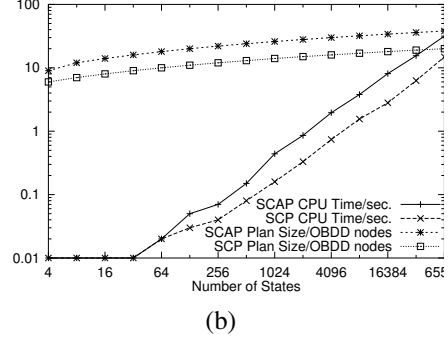 100
10
1
0.1
0.01
SCAP CPU Time/sec.
SCP CPU Time/sec.
SCAP Plan Size/OBDD nodes
SCP Plan Size/OBDD nodes
4 16 64 256 1024 4096 16384 655
Number of States
(b)